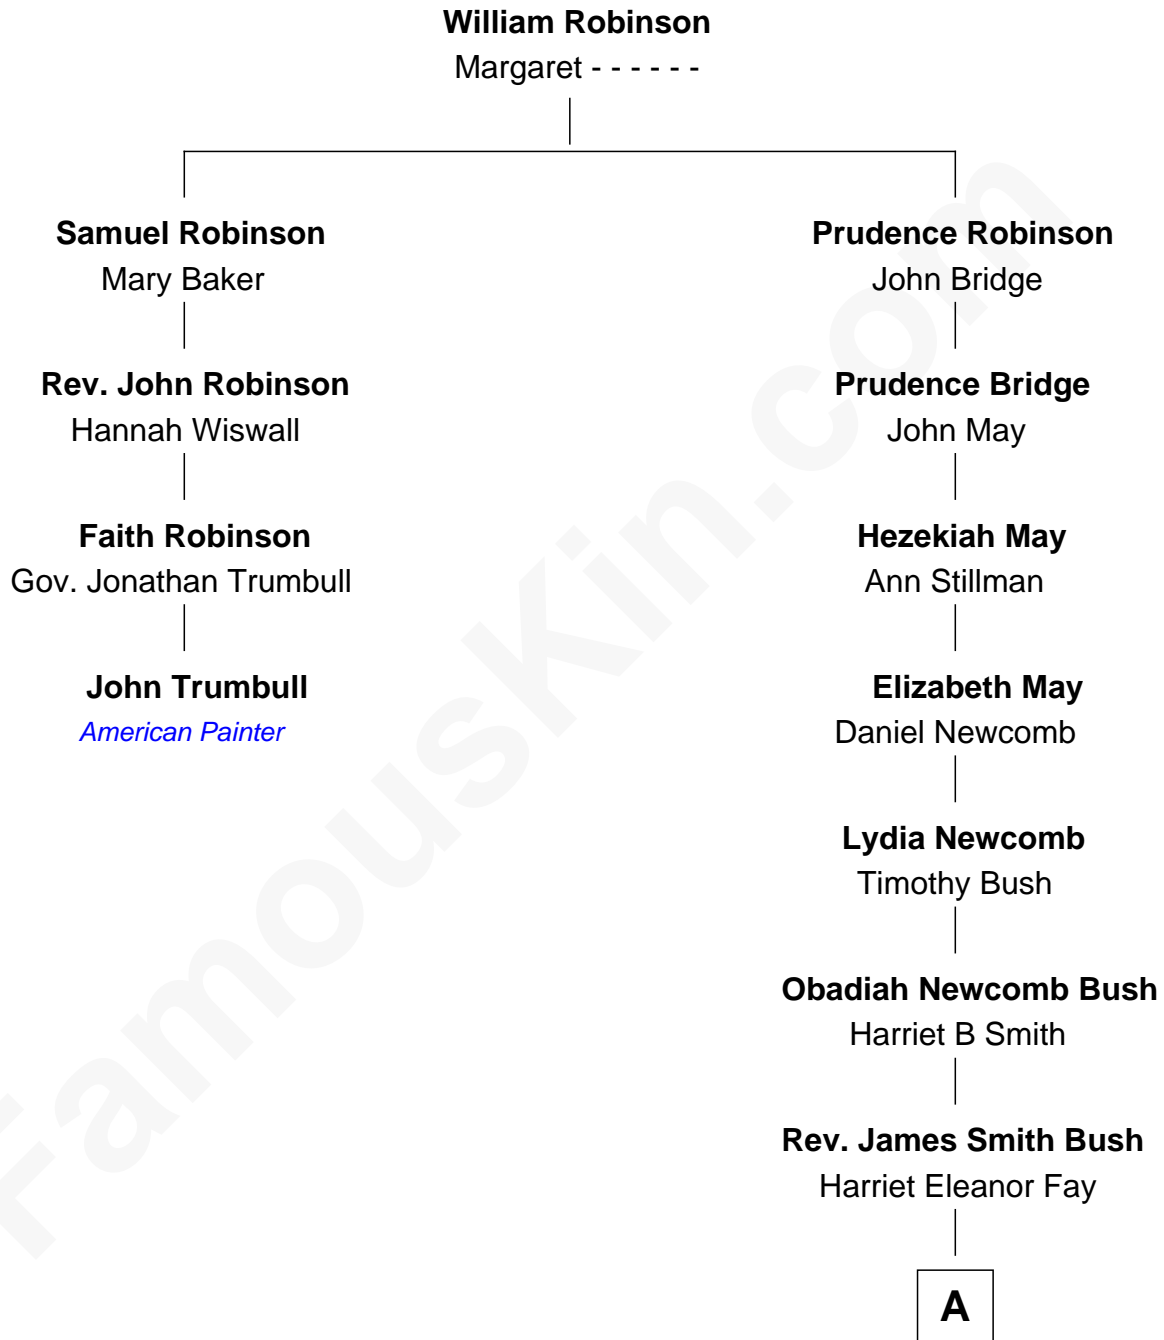 William Robinson
Margaret - - - - - -
Samuel Robinson
Mary Baker
Prudence Robinson
John Bridge
Rev. John Robinson
Hannah Wiswall
Prudence Bridge
John May
Faith Robinson
Gov. Jonathan Trumbull
Hezekiah May
Ann Stillman
John Trumbull
American Painter
Elizabeth May
Daniel Newcomb
Lydia Newcomb
Timothy Bush
Obadiah Newcomb Bush
Harriet B Smith
Rev. James Smith Bush
Harriet Eleanor Fay
A
FamousKin.com